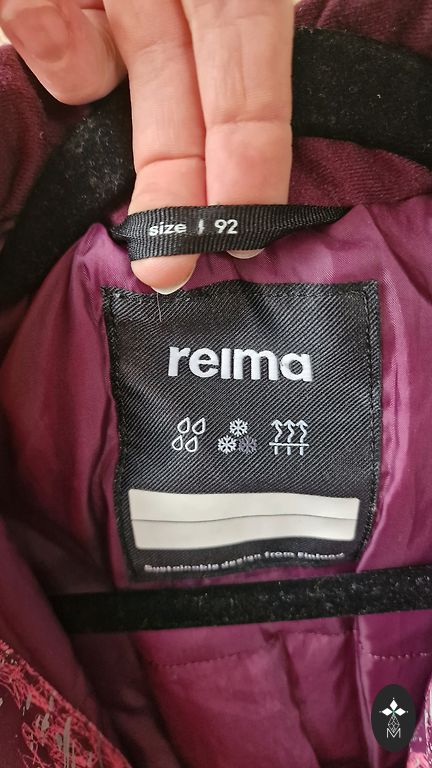 size 92
reima
Sustainable design from Finland